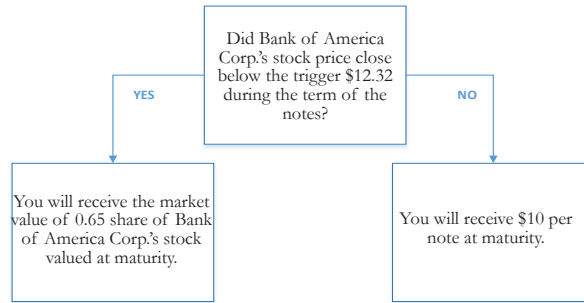 Did Bank of America
Corp.'s stock price close
below the trigger $12.32
during the term of the
notes?
YES
NO
You will receive the market
value of 0.65 share of Bank
of America Corp.'s stock
valued at maturity.
You will receive $10 per
note at maturity.